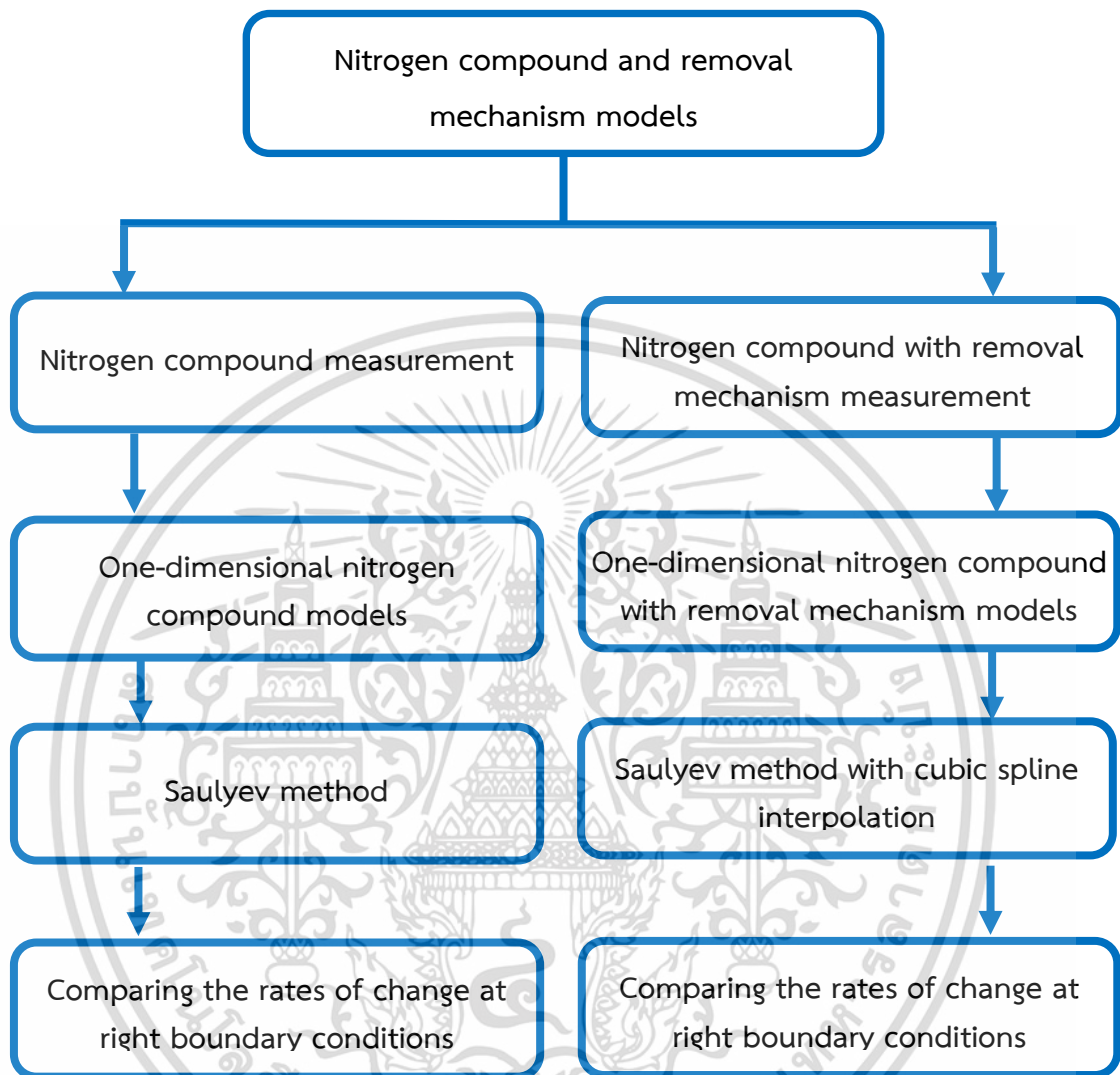 Nitrogen compound and removal
mechanism models
Nitrogen compound measurement
Nitrogen compound with removal
mechanism measurement
One-dimensional nitrogen
compound models
One-dimensional nitrogen compound
with removal mechanism models
Saulyev method
Saulyev method with cubic spline
interpolation
Comparing the rates of change at
right boundary conditions
Comparing the rates of change at
right boundary conditions